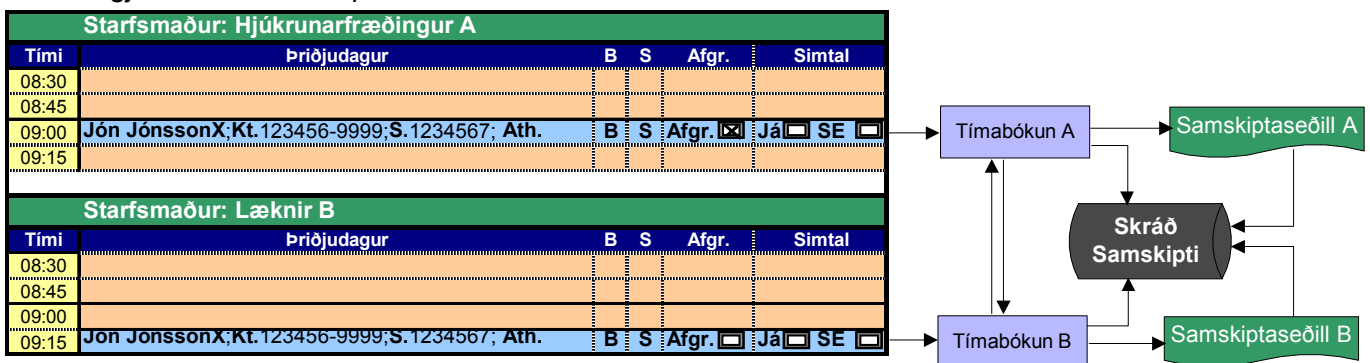 Starfsmaður: Hjúkrunarfræðingur A
Tími Þriðjudagur B S Afgr. Simtal
08:30
08:45
09:00 Jón JónssonX;Kt.123456-9999;S.1234567; Ath. B S Afgr. Já SE
09:15
Starfsmaður: Læknir B
Tími Þriðjudagur B S Afgr. Simtal
08:30
08:45
09:00
09:15 Jón JónssonX;Kt.123456-9999;S.1234567; Ath. B S Afgr. Já SE
Tímabókun A
Samskiptaseðill A
Skráð
Samskipti
Tímabókun B
Samskiptaseðill B